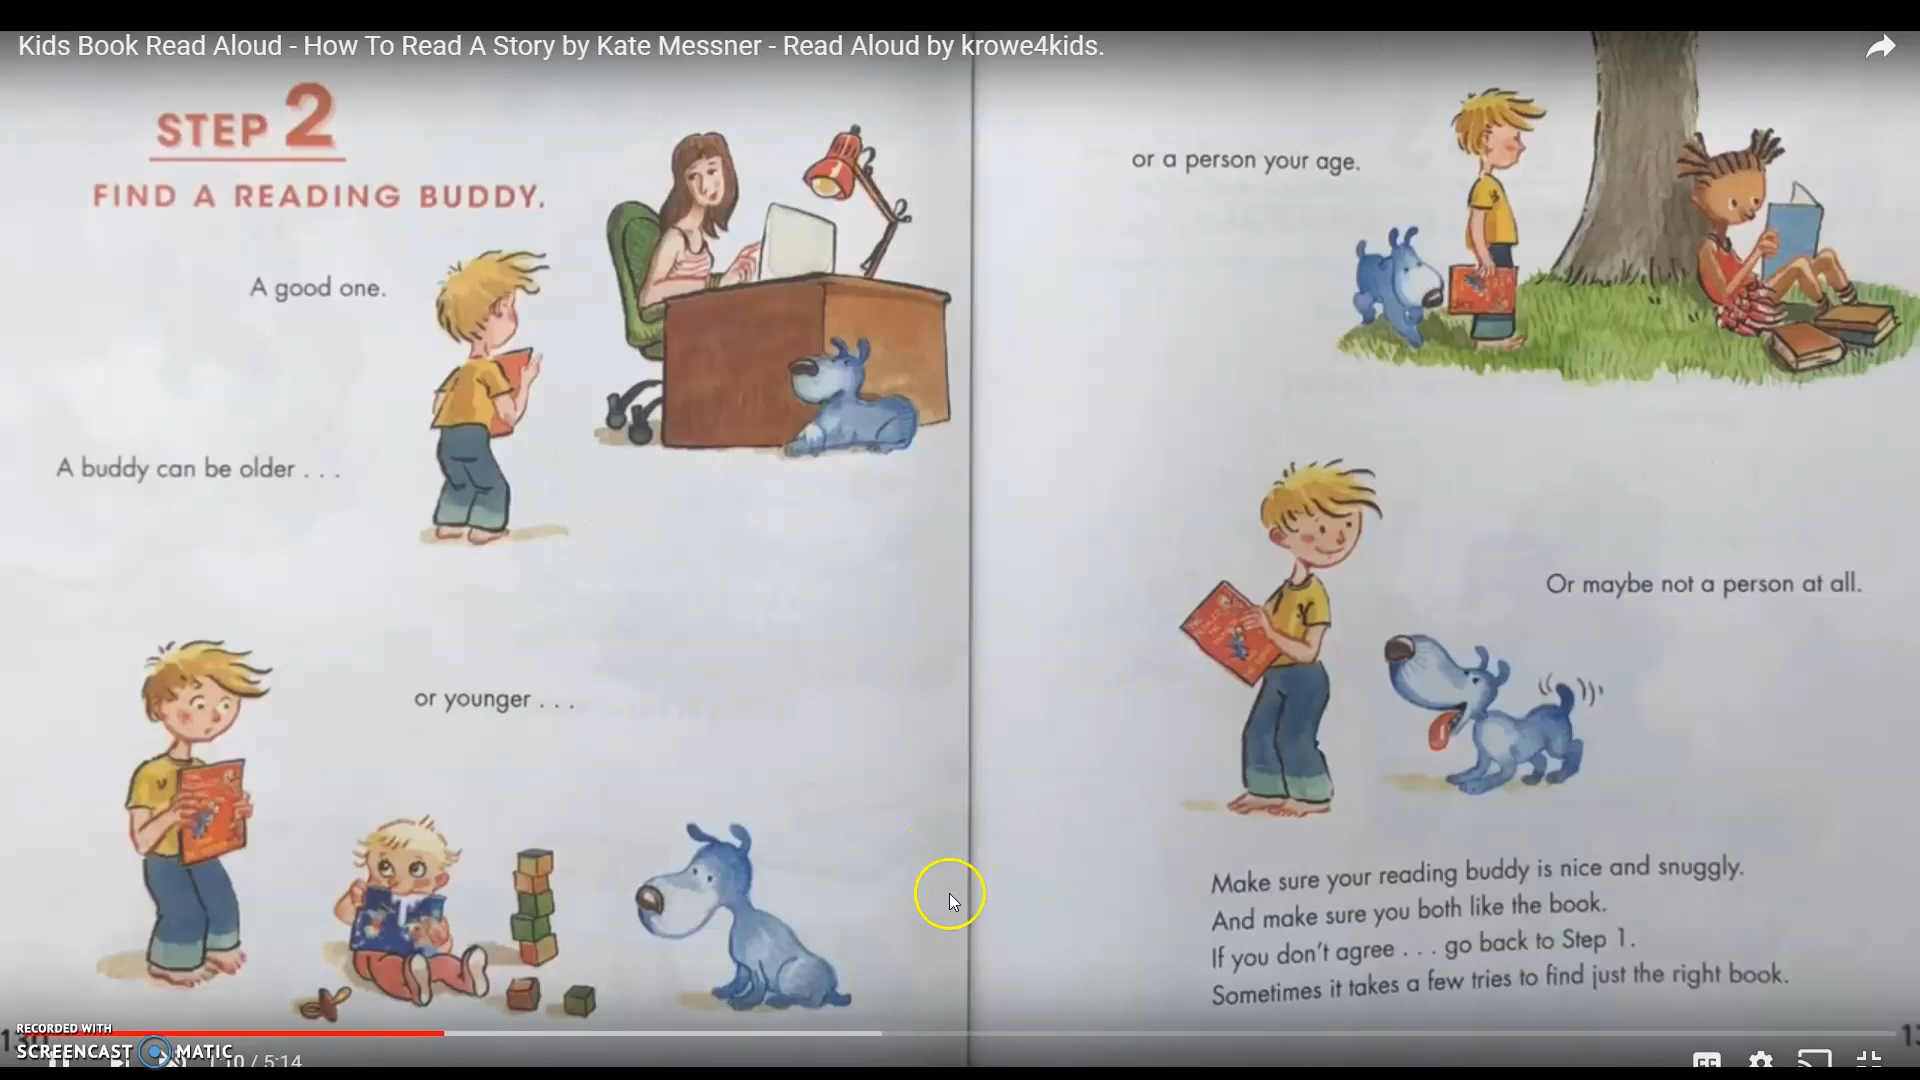 Kids Book Read Aloud - How To Read A Story by Kate Messner - Read Aloud by krowe4kids.
STEP 2
FIND A READING BUDDY.
A good one.
A buddy can be older . . .
or younger . . .
or a person your age.
Or maybe not a person at all.
Make sure your reading buddy is nice and snuggly.
And make sure you both like the book.
If you don't agree . . . go back to Step 1.
Sometimes it takes a few tries to find just the right book.
RECORDED WITH
SCREENCAST MATIC
1:10 / 5:14
CC